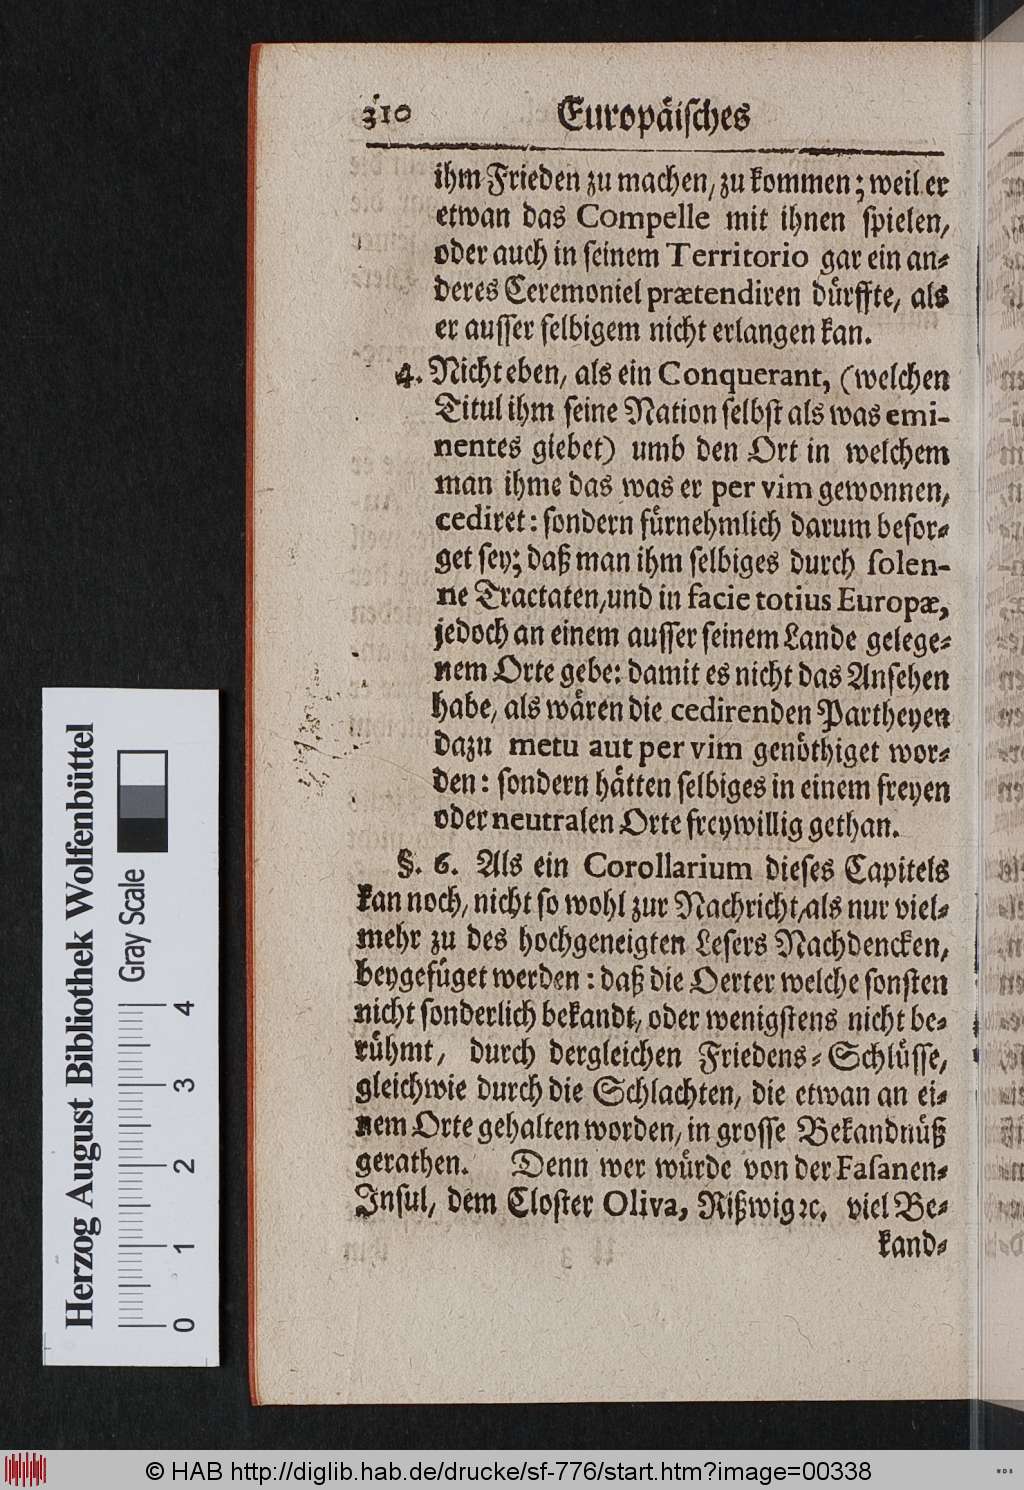 310 Europäisches
ihm Frieden zu machen, zu kommen; weil er
etwan das Compelle mit ihnen spielen,
oder auch in seinem Territorio gar ein an-
deres Ceremoniel prætendiren dürffte, als
er ausser selbigem nicht erlangen kan.
4. Nicht eben, als ein Conquerant, (welchen
Titul ihm seine Nation selbst als was emi-
nentes giebet) umb den Ort in welchem
man ihme das was er per vim gewonnen,
cediret: sondern fürnehmlich darum besor-
get sey; daß man ihm selbiges durch solen-
ne Tractaten, und in facie totius Europæ,
jedoch an einem ausser seinem Lande gelege-
nem Orte gebe: damit es nicht das Ansehen
habe, als wären die cedirenden Partheyen
dazu metu aut per vim genöthiget wor-
den: sondern hätten selbiges in einem freyen
oder neutralen Orte freywillig gethan.
§. 6. Als ein Corollarium dieses Capitels
kan noch, nicht so wohl zur Nachricht, als nur viel-
mehr zu des hochgeneigten Lesers Nachdencken,
beygefüget werden: daß die Oerter welche sonsten
nicht sonderlich bekandt, oder wenigstens nicht be-
rühmt, durch dergleichen Friedens-Schlüsse,
gleichwie durch die Schlachten, die etwan an ei-
nem Orte gehalten worden, in grosse Bekandnüß
gerathen. Denn wer würde von der Fasanen-
Insul, dem Closter Oliva, Rißwig ꝛc. viel Be-
kand-
Herzog August Bibliothek Wolfenbüttel
Gray Scale
0 1 2 3 4
© HAB http://diglib.hab.de/drucke/sf-776/start.htm?image=00338